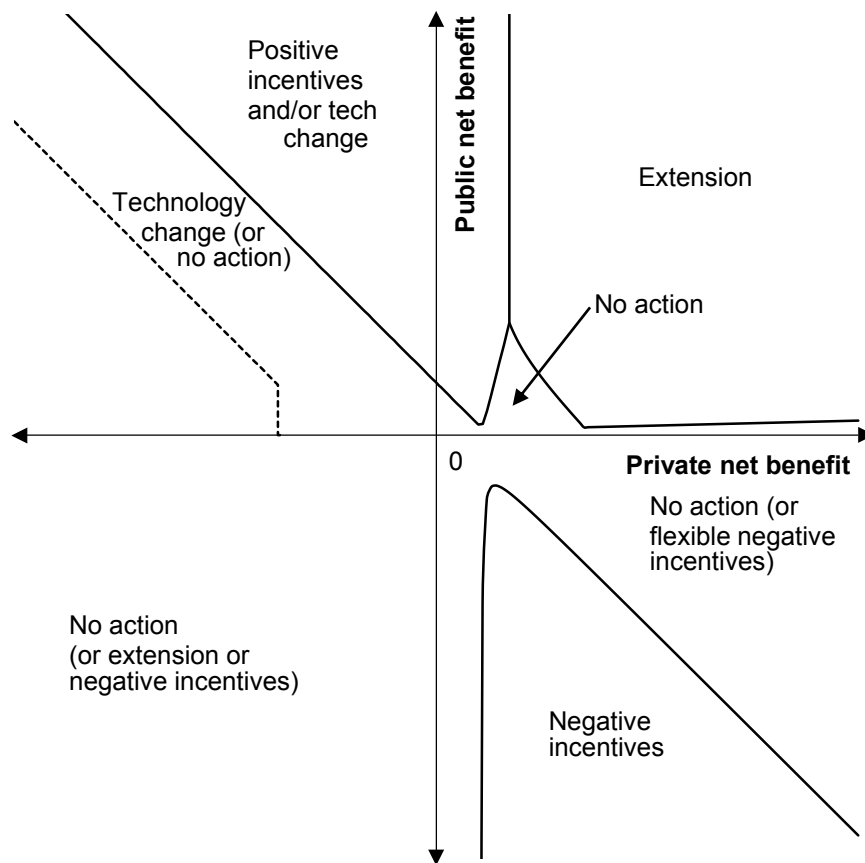 Positive
incentives
and/or tech
change
Public net benefit
Extension
Technology
change (or
no action)
No action
0
Private net benefit
No action (or
flexible negative
incentives)
No action
(or extension or
negative incentives)
Negative
incentives